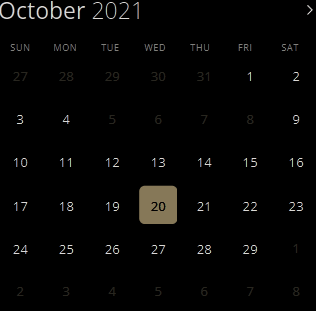 October 2021
SUN MON TUE WED THU FRI SAT
27 28 29 30 31 1 2
3 4 5 6 7 8 9
10 11 12 13 14 15 16
17 18 19 20 21 22 23
24 25 26 27 28 29 1
2 3 4 5 6 7 8